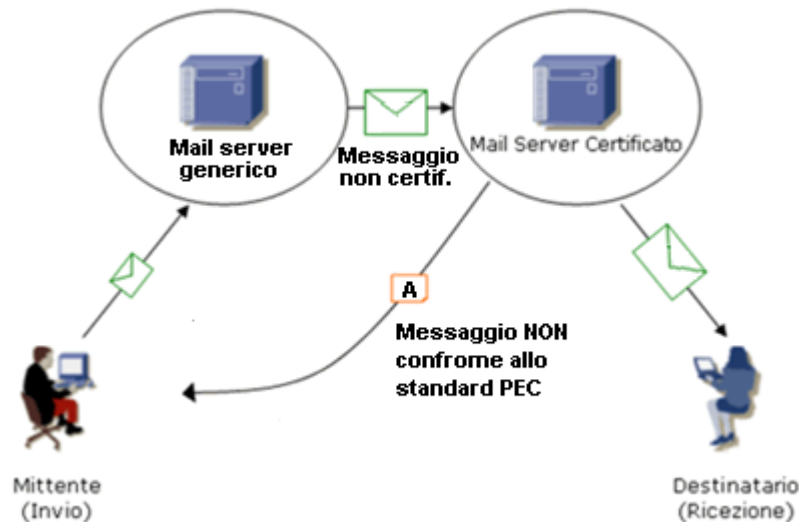 Mail server
generico
Messaggio
non certif.
Mail Server Certificato
A
Messaggio NON
confrome allo
standard PEC
Mittente
(Invio)
Destinatario
(Ricezione)